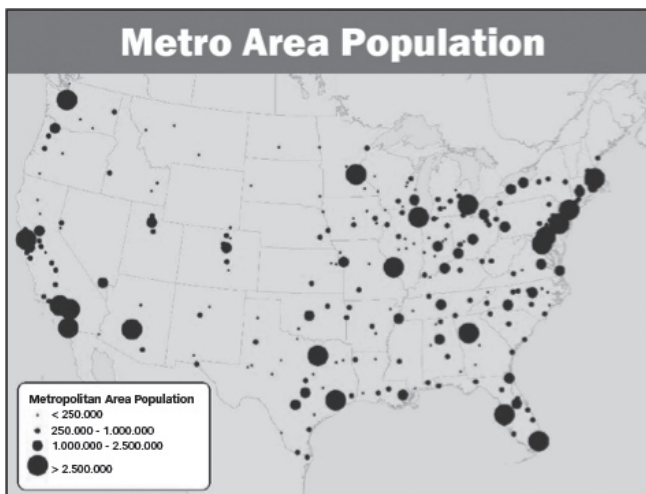 Metro Area Population
Metropolitan Area Population
< 250.000
250.000 - 1.000.000
1.000.000 - 2.500.000
> 2.500.000